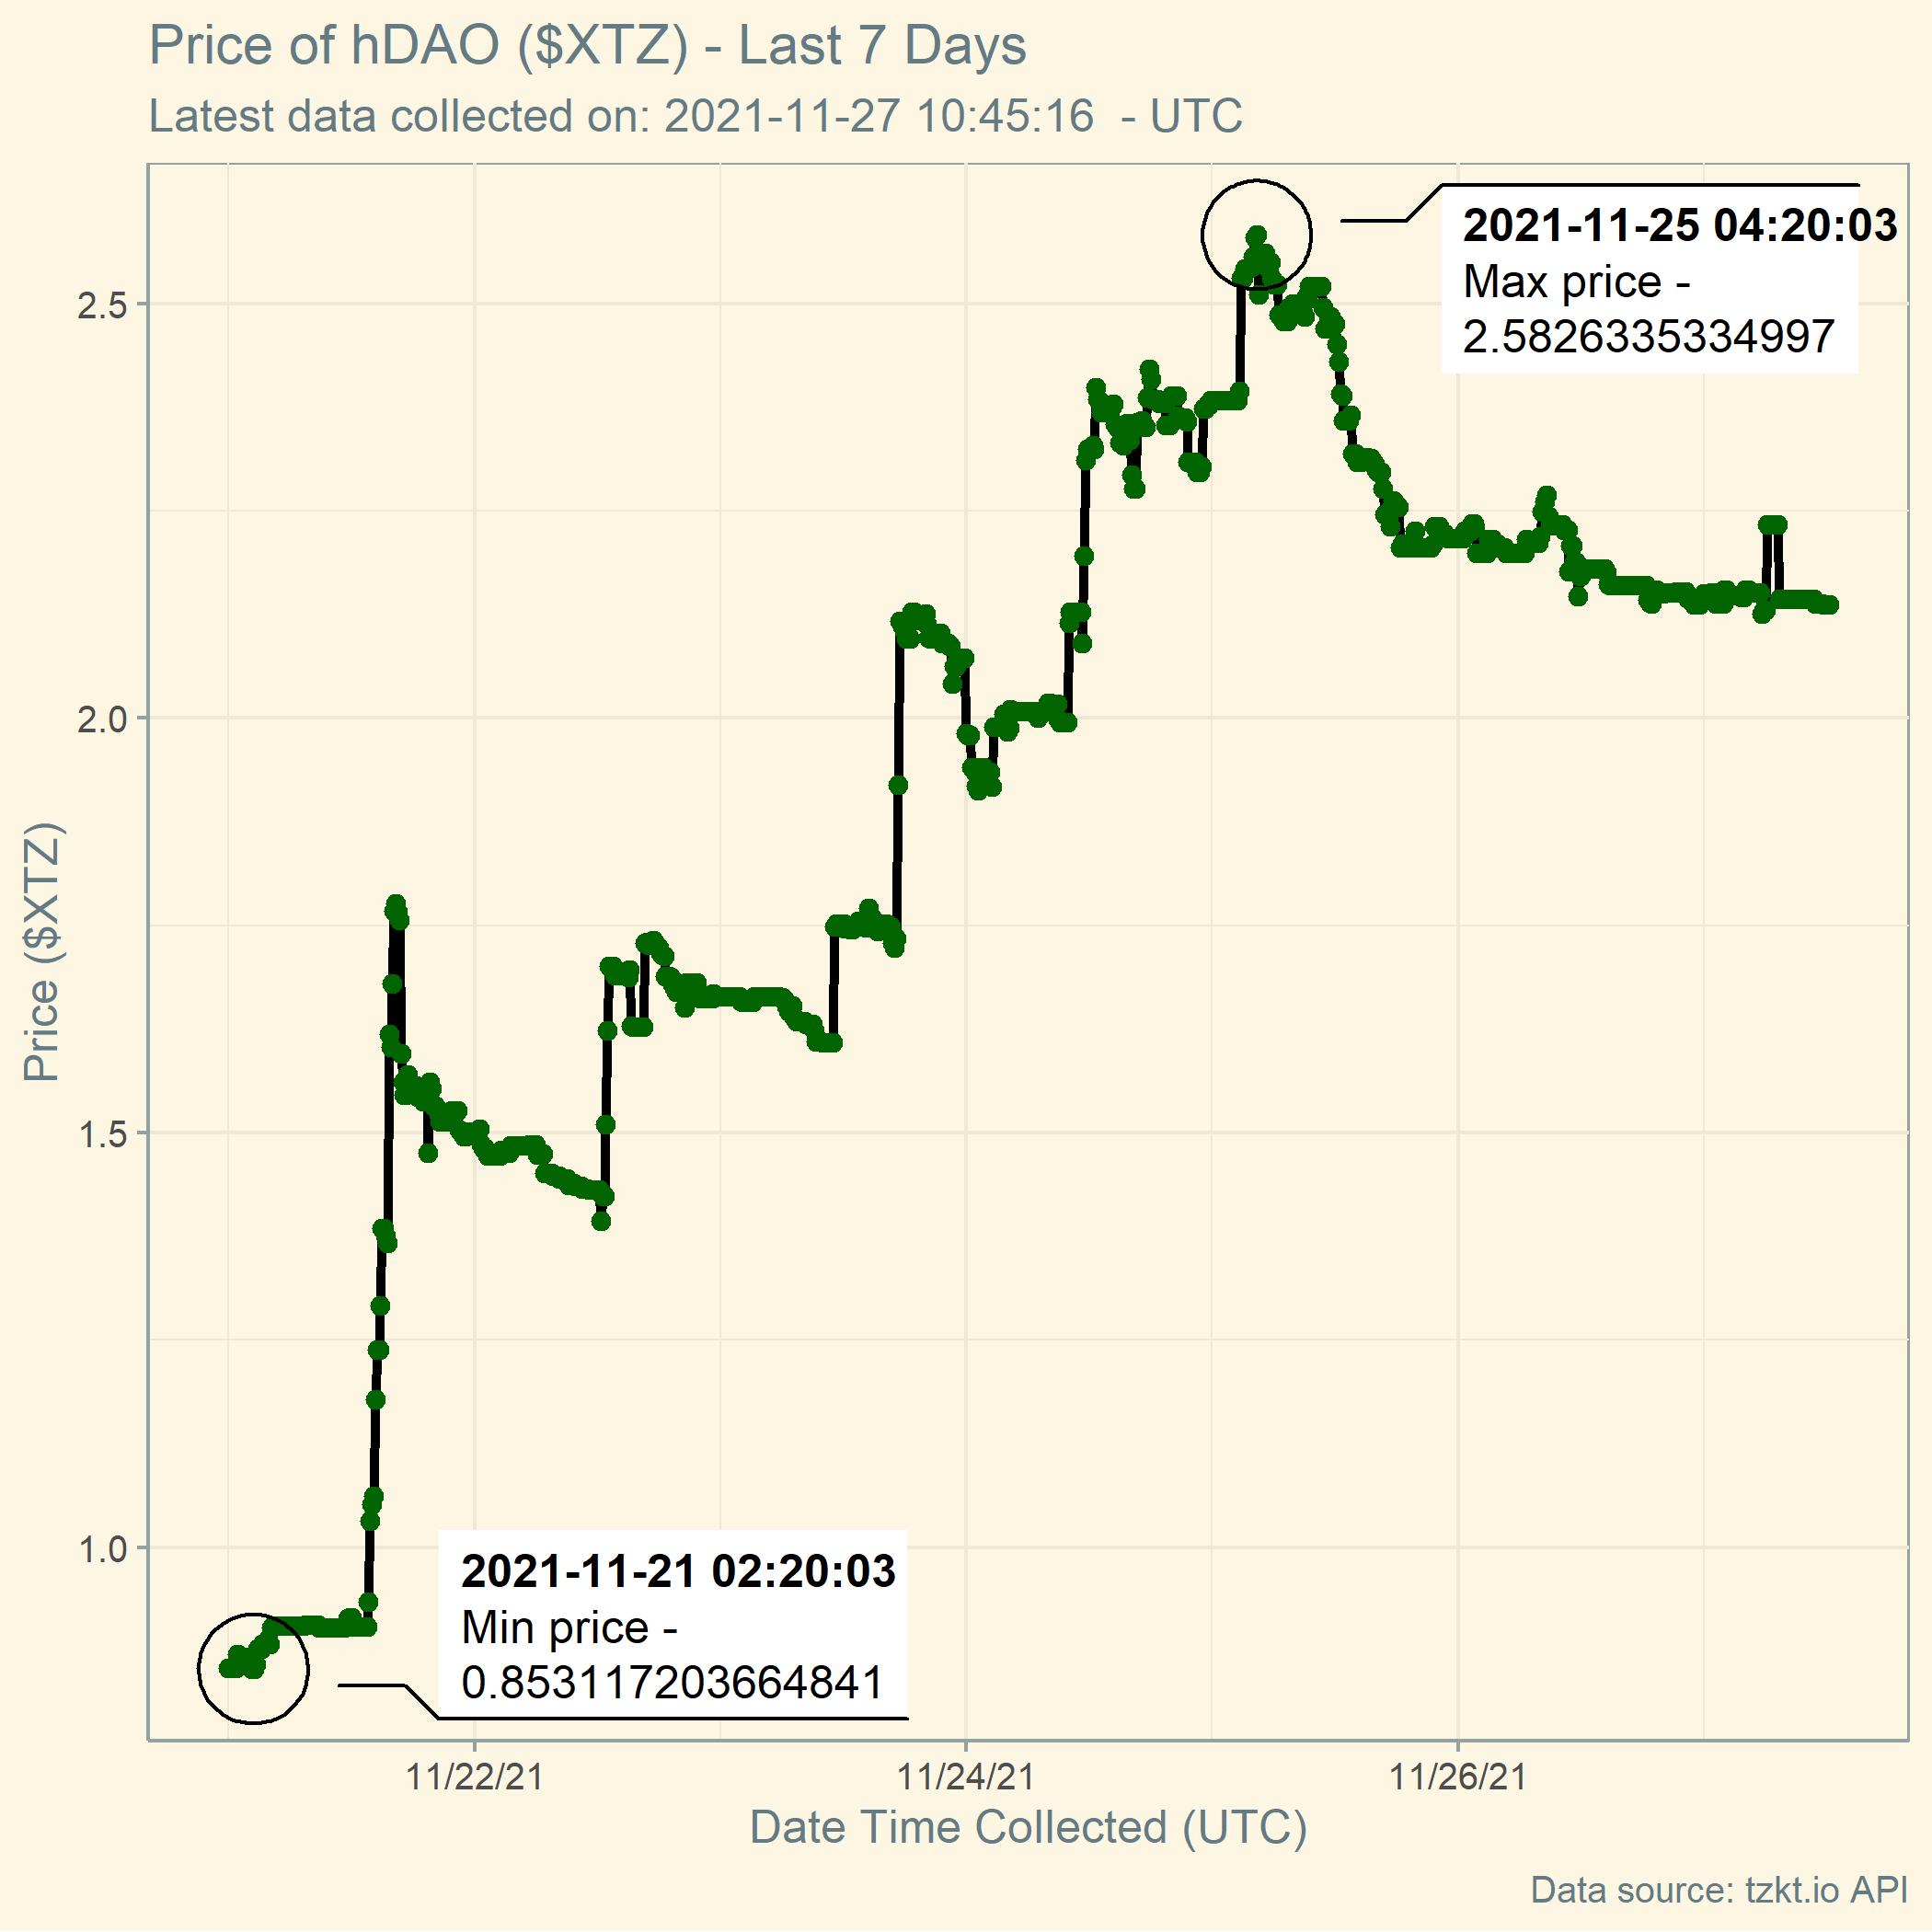 Price of hDAO ($XTZ) - Last 7 Days
Latest data collected on: 2021-11-27 10:45:16  - UTC
2021-11-25 04:20:03
Max price -
2.5826335334997
2.5
2.0
1.5
1.0
Price ($XTZ)
2021-11-21 02:20:03
Min price -
0.853117203664841
11/22/21
11/24/21
11/26/21
Date Time Collected (UTC)
Data source: tzkt.io API